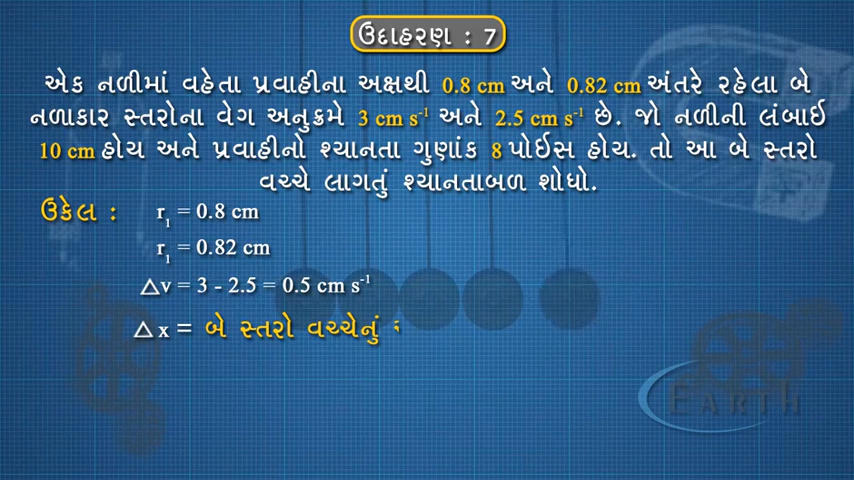 ઉદાહરણ : 7
એક નળીમાં વહેતા પ્રવાહીના અક્ષથી 0.8 cm અને 0.82 cm અંતરે રહેલા બે
નળાકાર સ્તરોના વેગ અનુક્રમે 3 cm s⁻¹ અને 2.5 cm s⁻¹ છે. જો નળીની લંબાઈ
10 cm હોય અને પ્રવાહીનો શ્યાનતા ગુણાંક 8 પોઈસ હોય. તો આ બે સ્તરો
વચ્ચે લાગતું શ્યાનતાબળ શોધો.
ઉકેલ : r₁ = 0.8 cm
r₁ = 0.82 cm
△v = 3 - 2.5 = 0.5 cm s⁻¹
△x = બે સ્તરો વચ્ચેનું
EARTH